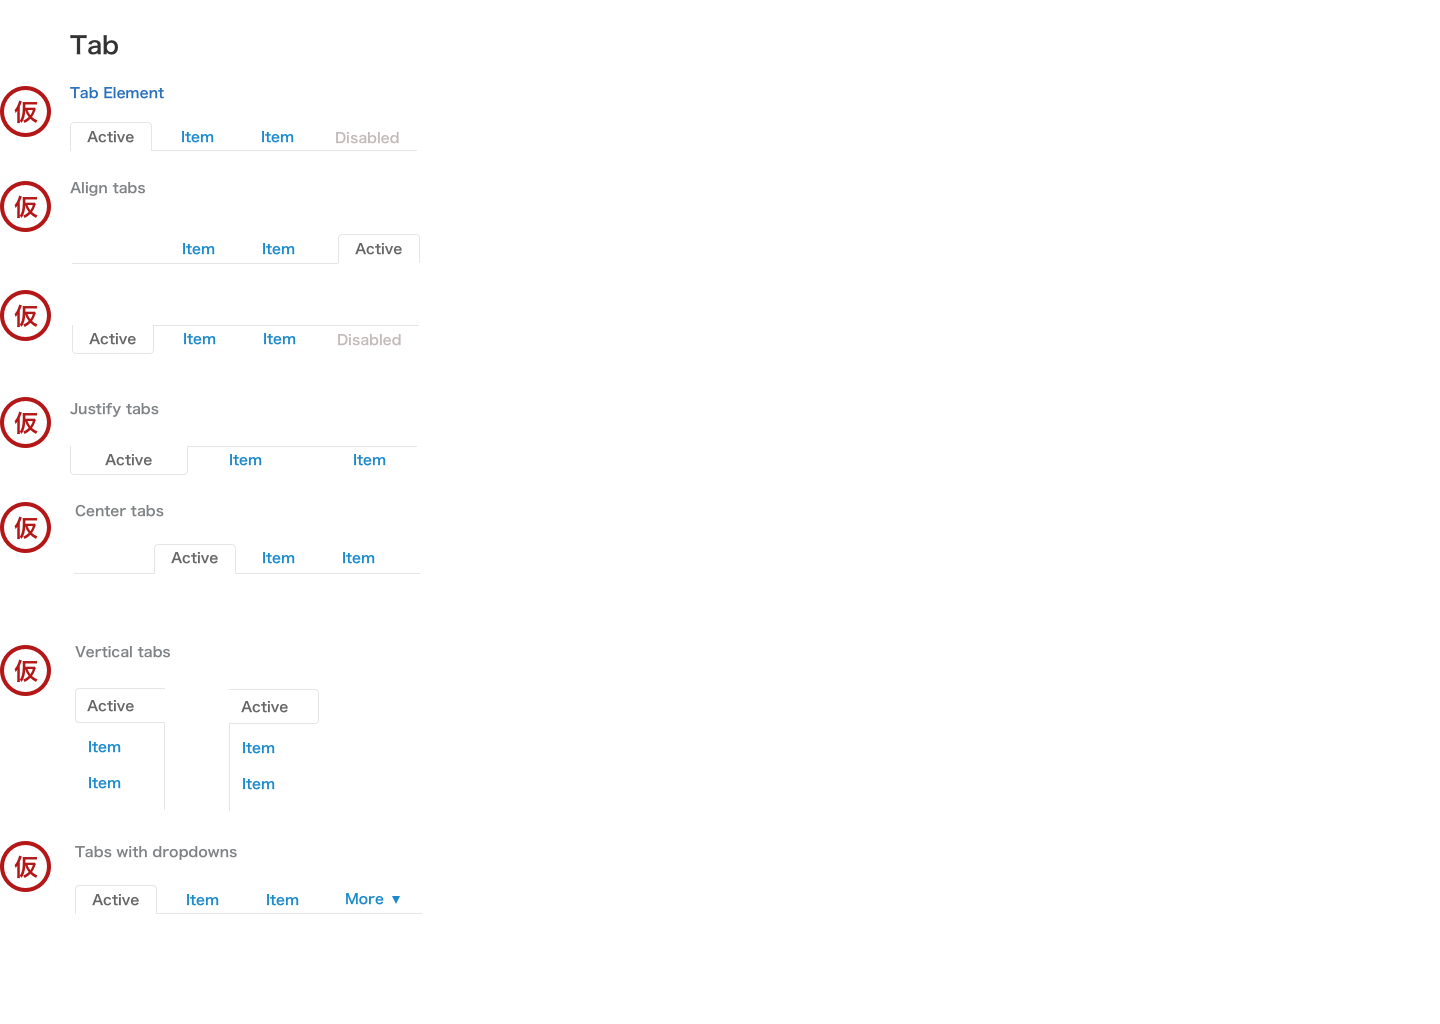 Tab
仮
Tab Element
Active Item Item Disabled
仮
Align tabs
Item Item Active
仮
Active Item Item Disabled
仮
Justify tabs
Active Item Item
仮
Center tabs
Active Item Item
仮
Vertical tabs
Active Active
Item Item
Item Item
仮
Tabs with dropdowns
Active Item Item More ▼